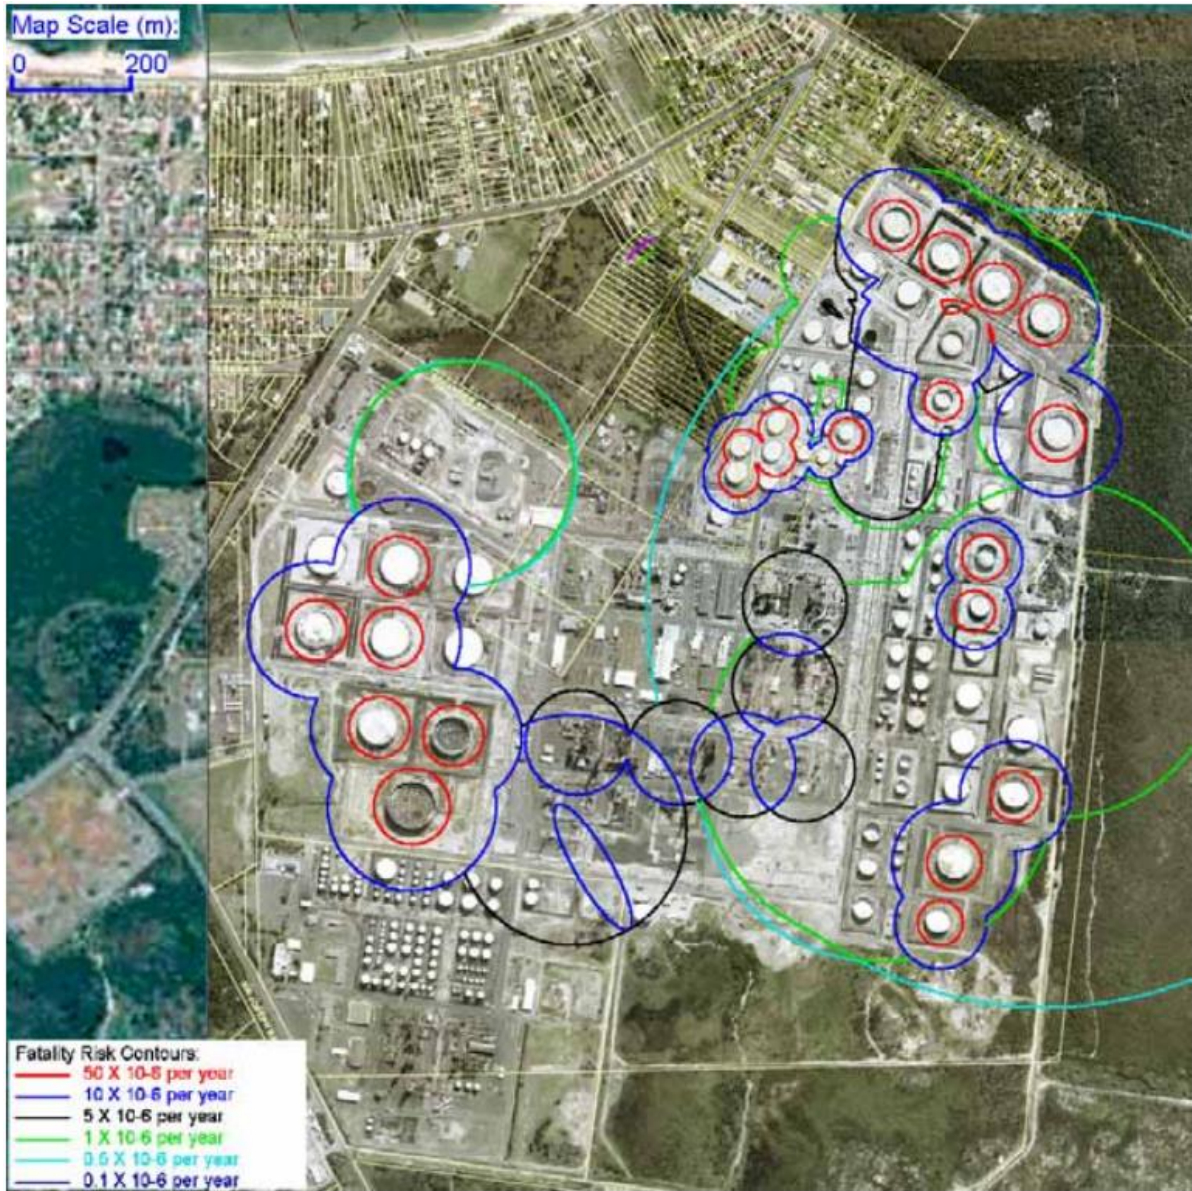 Map Scale (m):
0 200
Fatality Risk Contours:
50 X 10-6 per year
10 X 10-6 per year
5 X 10-6 per year
1 X 10-6 per year
0.5 X 10-6 per year
0.1 X 10-6 per year